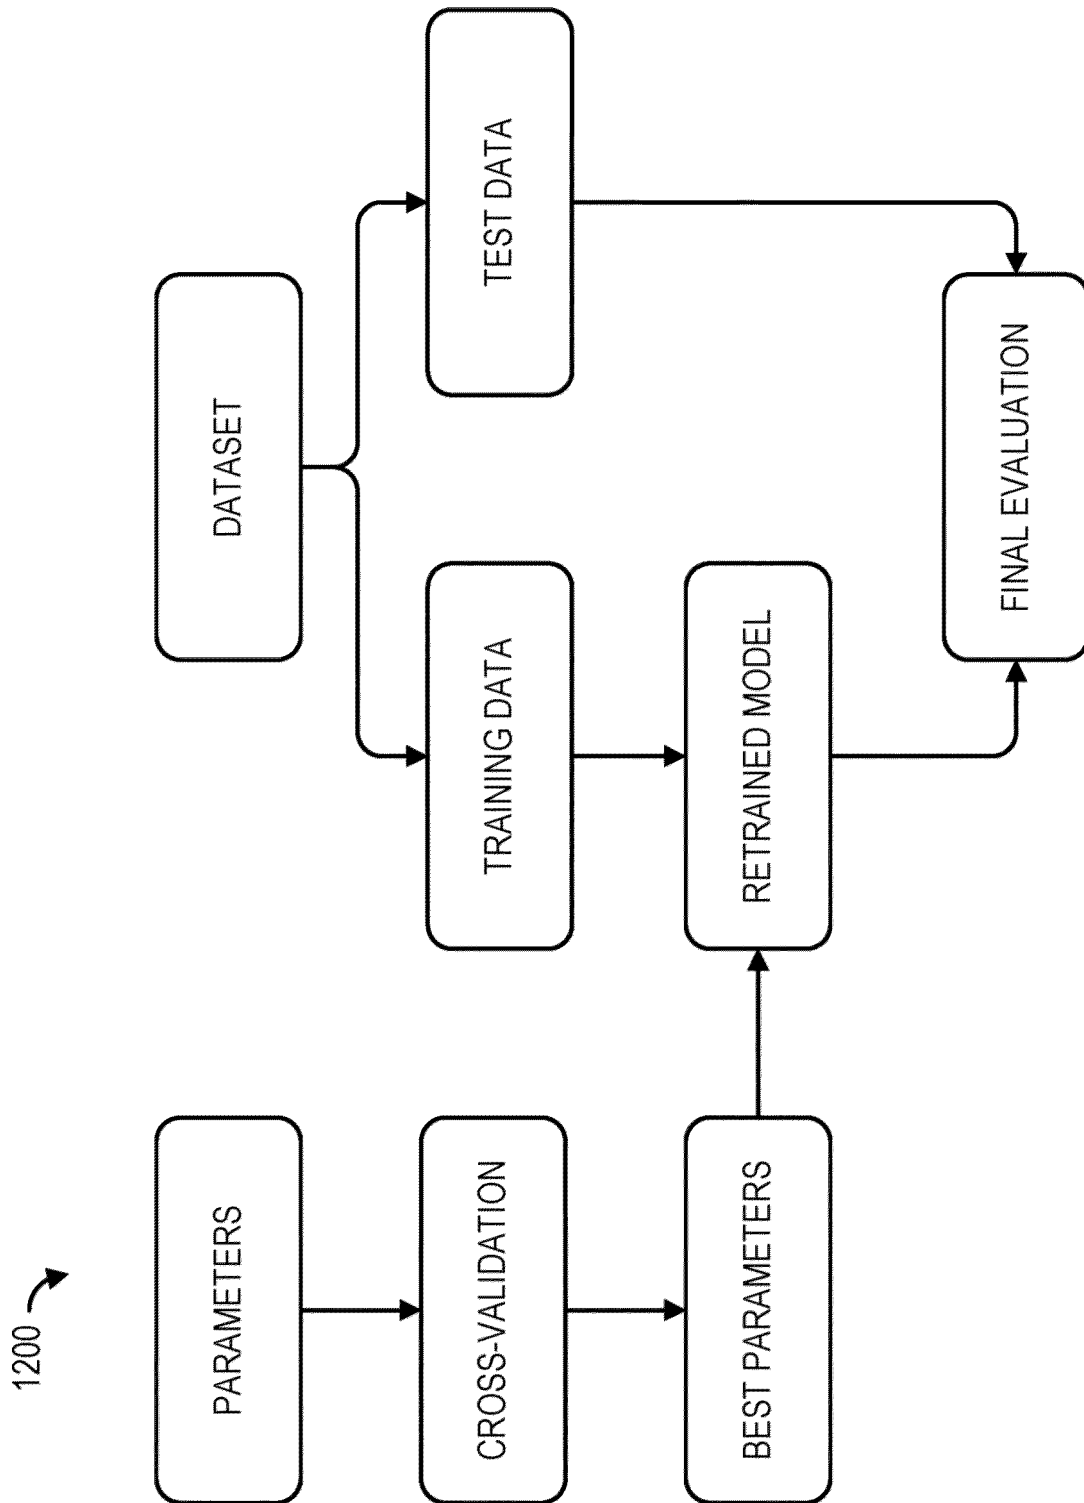 1200
PARAMETERS
DATASET
CROSS-VALIDATION
TRAINING DATA
TEST DATA
BEST PARAMETERS
RETRAINED MODEL
FINAL EVALUATION